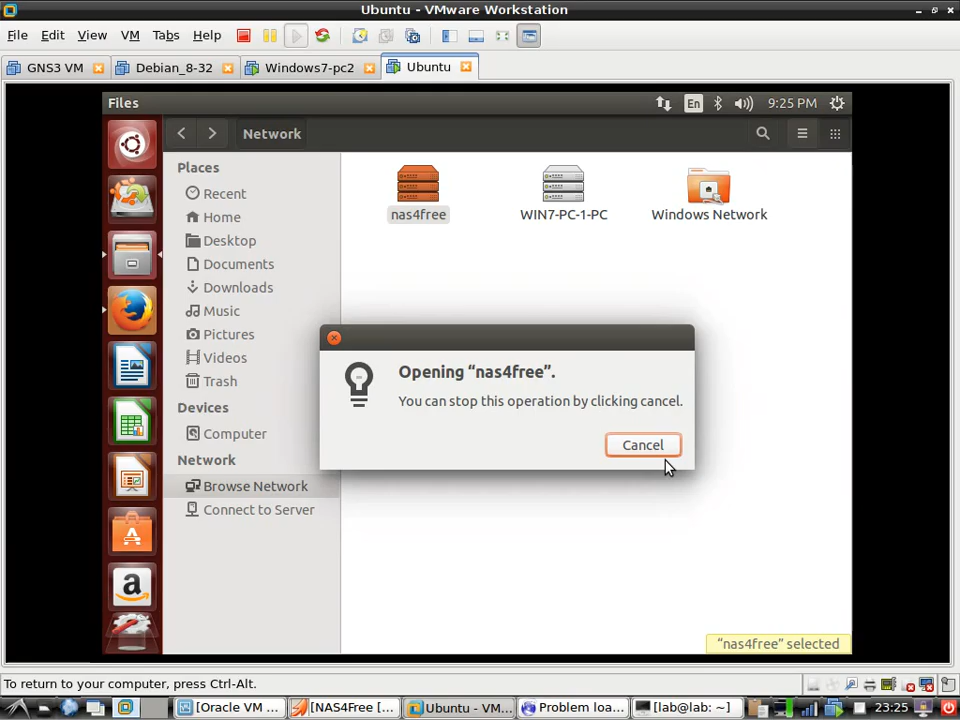 Ubuntu - VMware Workstation
File Edit View VM Tabs Help
GNS3 VM Debian_8-32 Windows7-pc2 Ubuntu
Files En 9:25 PM
Network
Places
Recent
Home
Desktop
Documents
Downloads
Music
Pictures
Videos
Trash
Devices
Computer
Network
Browse Network
Connect to Server
nas4free WIN7-PC-1-PC Windows Network
Opening “nas4free”.
You can stop this operation by clicking cancel.
Cancel
a
“nas4free” selected
To return to your computer, press Ctrl-Alt.
[Oracle VM ... [NAS4Free [... Ubuntu - VM... Problem loa... [lab@lab: ~] 23:25